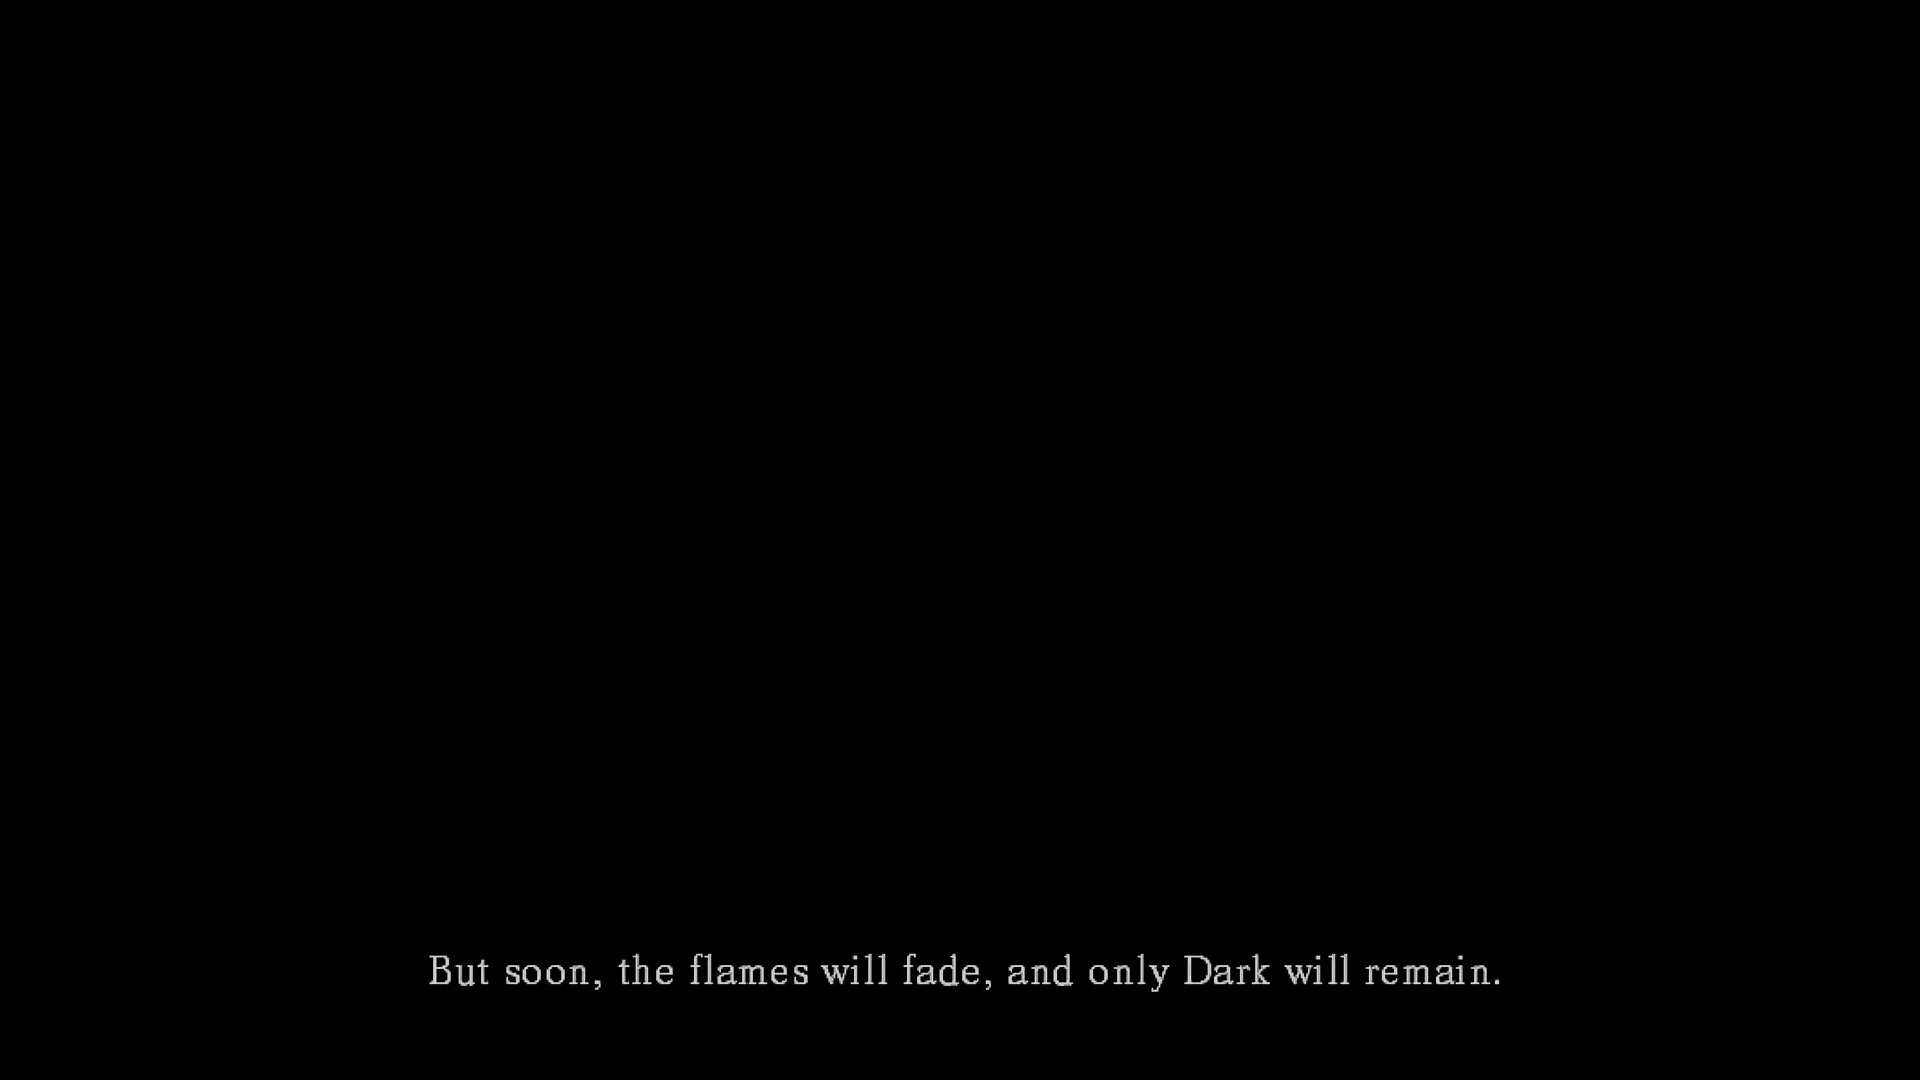 But soon, the flames will fade, and only Dark will remain.